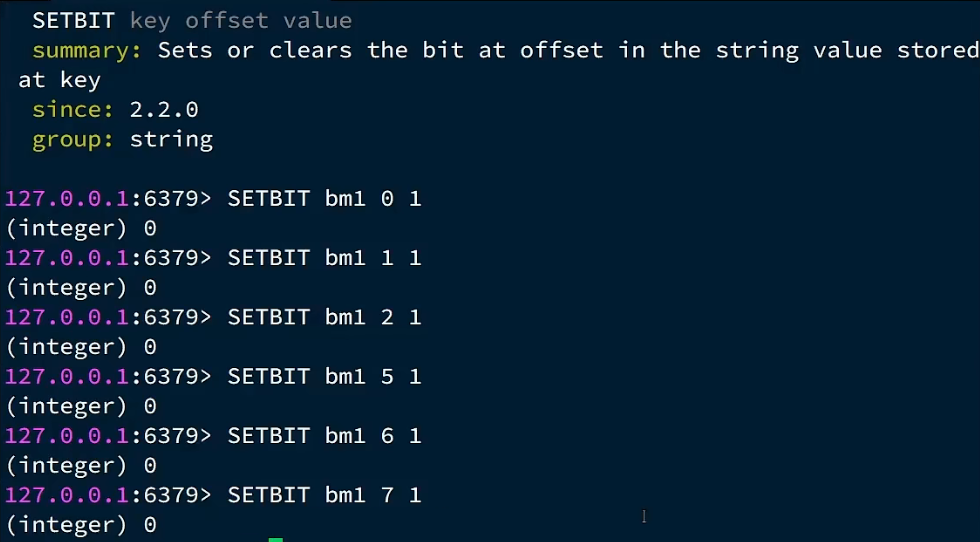 SETBIT key offset value
summary: Sets or clears the bit at offset in the string value stored
at key
since: 2.2.0
group: string
127.0.0.1:6379> SETBIT bm1 0 1
(integer) 0
127.0.0.1:6379> SETBIT bm1 1 1
(integer) 0
127.0.0.1:6379> SETBIT bm1 2 1
(integer) 0
127.0.0.1:6379> SETBIT bm1 5 1
(integer) 0
127.0.0.1:6379> SETBIT bm1 6 1
(integer) 0
127.0.0.1:6379> SETBIT bm1 7 1
(integer) 0